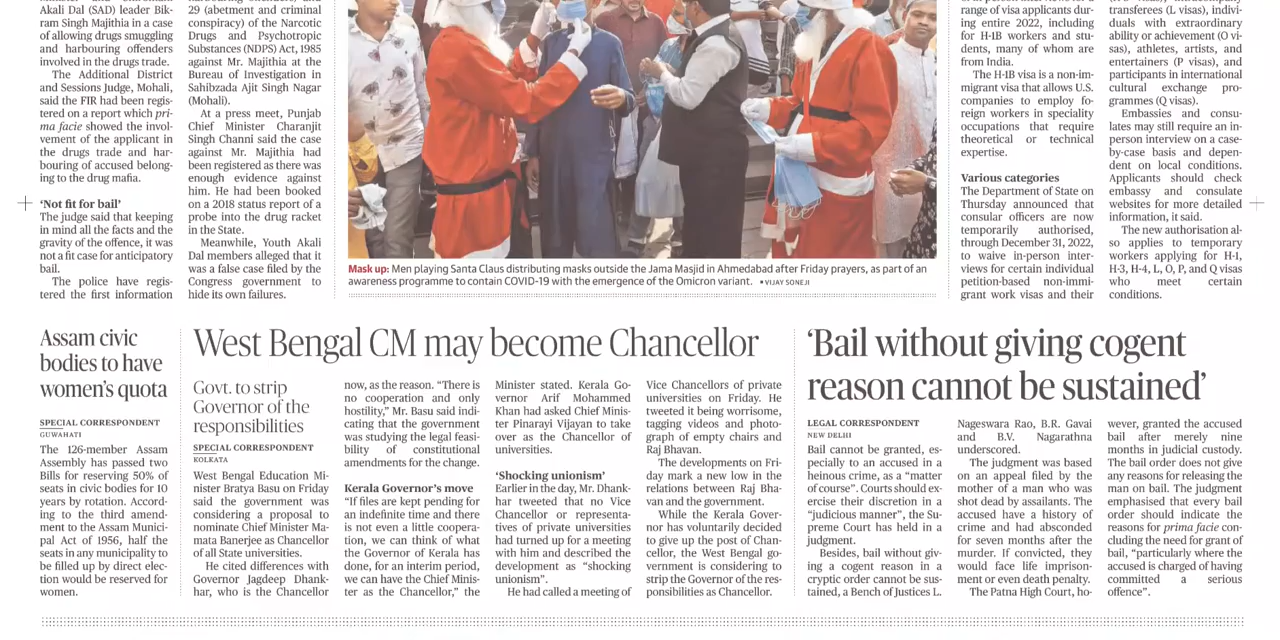 Akali Dal (SAD) leader Bik-
ram Singh Majithia in a case
of allowing drugs smuggling
and harbouring offenders
involved in the drugs trade.
The Additional District
and Sessions Judge, Mohali,
said the FIR had been regis-
tered on a report which pri-
ma facie showed the invol-
vement of the applicant in
the drugs trade and har-
bouring of accused belong-
ing to the drug mafia.
'Not fit for bail'
The judge said that keeping
in mind all the facts and the
gravity of the offence, it was
not a fit case for anticipatory
bail.
The police have regis-
tered the first information
29 (abetment and criminal
conspiracy) of the Narcotic
Drugs and Psychotropic
Substances (NDPS) Act, 1985
against Mr. Majithia at the
Bureau of Investigation in
Sahibzada Ajit Singh Nagar
(Mohali).
At a press meet, Punjab
Chief Minister Charanjit
Singh Channi said the case
against Mr. Majithia had
been registered as there was
enough evidence against
him. He had been booked
on a 2018 status report of a
probe into the drug racket
in the State.
Meanwhile, Youth Akali
Dal members alleged that it
was a false case filed by the
Congress government to
hide its own failures.
Mask up: Men playing Santa Claus distributing masks outside the Jama Masjid in Ahmedabad after Friday prayers, as part of an
awareness programme to contain COVID-19 with the emergence of the Omicron variant. • VIJAY SONEJI
range of visa applicants dur-
ing entire 2022, including
for H-1B workers and stu-
dents, many of whom are
from India.
The H-1B visa is a non-im-
migrant visa that allows U.S.
companies to employ fo-
reign workers in speciality
occupations that require
theoretical or technical
expertise.
Various categories
The Department of State on
Thursday announced that
consular officers are now
temporarily authorised,
through December 31, 2022,
to waive in-person inter-
views for certain individual
petition-based non-immi-
grant work visas and their
transferees (L visas), indivi-
duals with extraordinary
ability or achievement (O vi-
sas), athletes, artists, and
entertainers (P visas), and
participants in international
cultural exchange pro-
grammes (Q visas).
Embassies and consu-
lates may still require an in-
person interview on a case-
by-case basis and depen-
dent on local conditions.
Applicants should check
embassy and consulate
websites for more detailed
information, it said.
The new authorisation al-
so applies to temporary
workers applying for H-1,
H-3, H-4, L, O, P, and Q visas
who meet certain
conditions.
Assam civic
bodies to have
women's quota
SPECIAL CORRESPONDENT
GUWAHATI
The 126-member Assam
Assembly has passed two
Bills for reserving 50% of
seats in civic bodies for 10
years by rotation. Accord-
ing to the third amend-
ment to the Assam Munici-
pal Act of 1956, half the
seats in any municipality to
be filled up by direct elec-
tion would be reserved for
women.
West Bengal CM may become Chancellor
Govt. to strip
Governor of the
responsibilities
SPECIAL CORRESPONDENT
KOLKATA
West Bengal Education Mi-
nister Bratya Basu on Friday
said the government was
considering a proposal to
nominate Chief Minister Ma-
mata Banerjee as Chancellor
of all State universities.
He cited differences with
Governor Jagdeep Dhank-
har, who is the Chancellor
now, as the reason. "There is
no cooperation and only
hostility," Mr. Basu said indi-
cating that the government
was studying the legal feasi-
bility of constitutional
amendments for the change.
Kerala Governor's move
"If files are kept pending for
an indefinite time and there
is not even a little coopera-
tion, we can think of what
the Governor of Kerala has
done, for an interim period,
we can have the Chief Minis-
ter as the Chancellor," the
Minister stated. Kerala Go-
vernor Arif Mohammed
Khan had asked Chief Minis-
ter Pinarayi Vijayan to take
over as the Chancellor of
universities.
'Shocking unionism'
Earlier in the day, Mr. Dhank-
har tweeted that no Vice
Chancellor or representa-
tives of private universities
had turned up for a meeting
with him and described the
development as "shocking
unionism".
He had called a meeting of
Vice Chancellors of private
universities on Friday. He
tweeted it being worrisome,
tagging videos and photo-
graph of empty chairs and
Raj Bhavan.
The developments on Fri-
day mark a new low in the
relations between Raj Bha-
van and the government.
While the Kerala Gover-
nor has voluntarily decided
to give up the post of Chan-
cellor, the West Bengal go-
vernment is considering to
strip the Governor of the res-
ponsibilities as Chancellor.
'Bail without giving cogent
reason cannot be sustained'
LEGAL CORRESPONDENT
NEW DELHI
Bail cannot be granted, es-
pecially to an accused in a
heinous crime, as a "matter
of course". Courts should ex-
ercise their discretion in a
"judicious manner", the Su-
preme Court has held in a
judgment.
Besides, bail without giv-
ing a cogent reason in a
cryptic order cannot be sus-
tained, a Bench of Justices L.
Nageswara Rao, B.R. Gavai
and B.V. Nagarathna
underscored.
The judgment was based
on an appeal filed by the
mother of a man who was
shot dead by assailants. The
accused have a history of
crime and had absconded
for seven months after the
murder. If convicted, they
would face life imprison-
ment or even death penalty.
The Patna High Court, ho-
wever, granted the accused
bail after merely nine
months in judicial custody.
The bail order does not give
any reasons for releasing the
man on bail. The judgment
emphasised that every bail
order should indicate the
reasons for prima facie con-
cluding the need for grant of
bail, "particularly where the
accused is charged of having
committed a serious
offence".